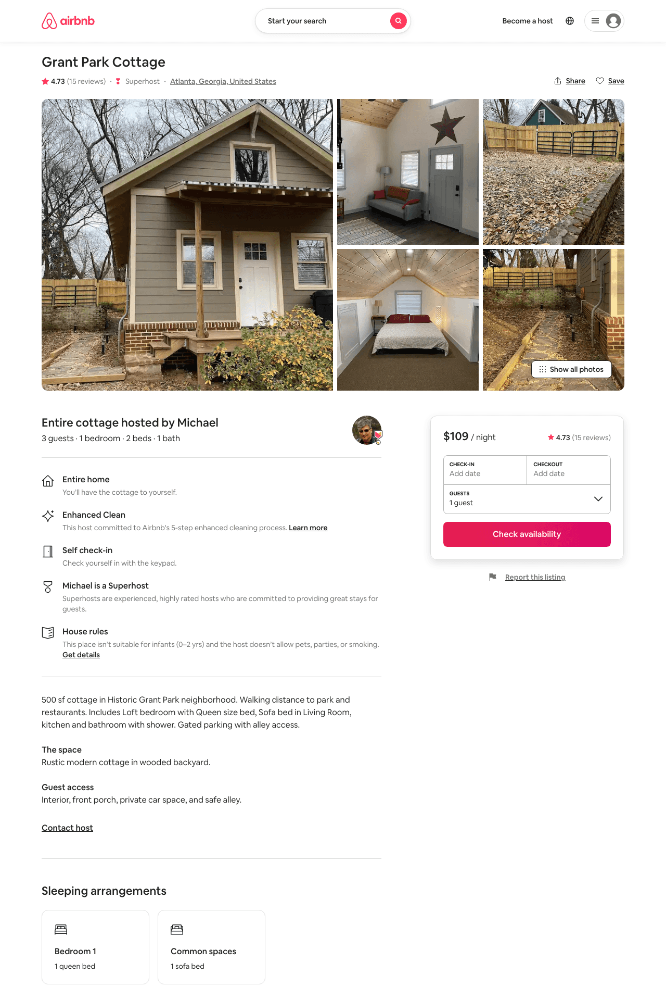 airbnb
Start your search
Become a host
Grant Park Cottage
4.73 (15 reviews) · Superhost · Atlanta, Georgia, United States
Share
Save
Show all photos
Entire cottage hosted by Michael
3 guests · 1 bedroom · 2 beds · 1 bath
Entire home
You’ll have the cottage to yourself.
Enhanced Clean
This host committed to Airbnb's 5-step enhanced cleaning process. Learn more
Self check-in
Check yourself in with the keypad.
Michael is a Superhost
Superhosts are experienced, highly rated hosts who are committed to providing great stays for
guests.
House rules
This place isn’t suitable for infants (0–2 yrs) and the host doesn’t allow pets, parties, or smoking.
Get details
$109 / night
4.73 (15 reviews)
CHECK-IN
Add date
CHECKOUT
Add date
GUESTS
1 guest
Check availability
Report this listing
500 sf cottage in Historic Grant Park neighborhood. Walking distance to park and
restaurants. Includes Loft bedroom with Queen size bed, Sofa bed in Living Room,
kitchen and bathroom with shower. Gated parking with alley access.
The space
Rustic modern cottage in wooded backyard.
Guest access
Interior, front porch, private car space, and safe alley.
Contact host
Sleeping arrangements
Bedroom 1
1 queen bed
Common spaces
1 sofa bed